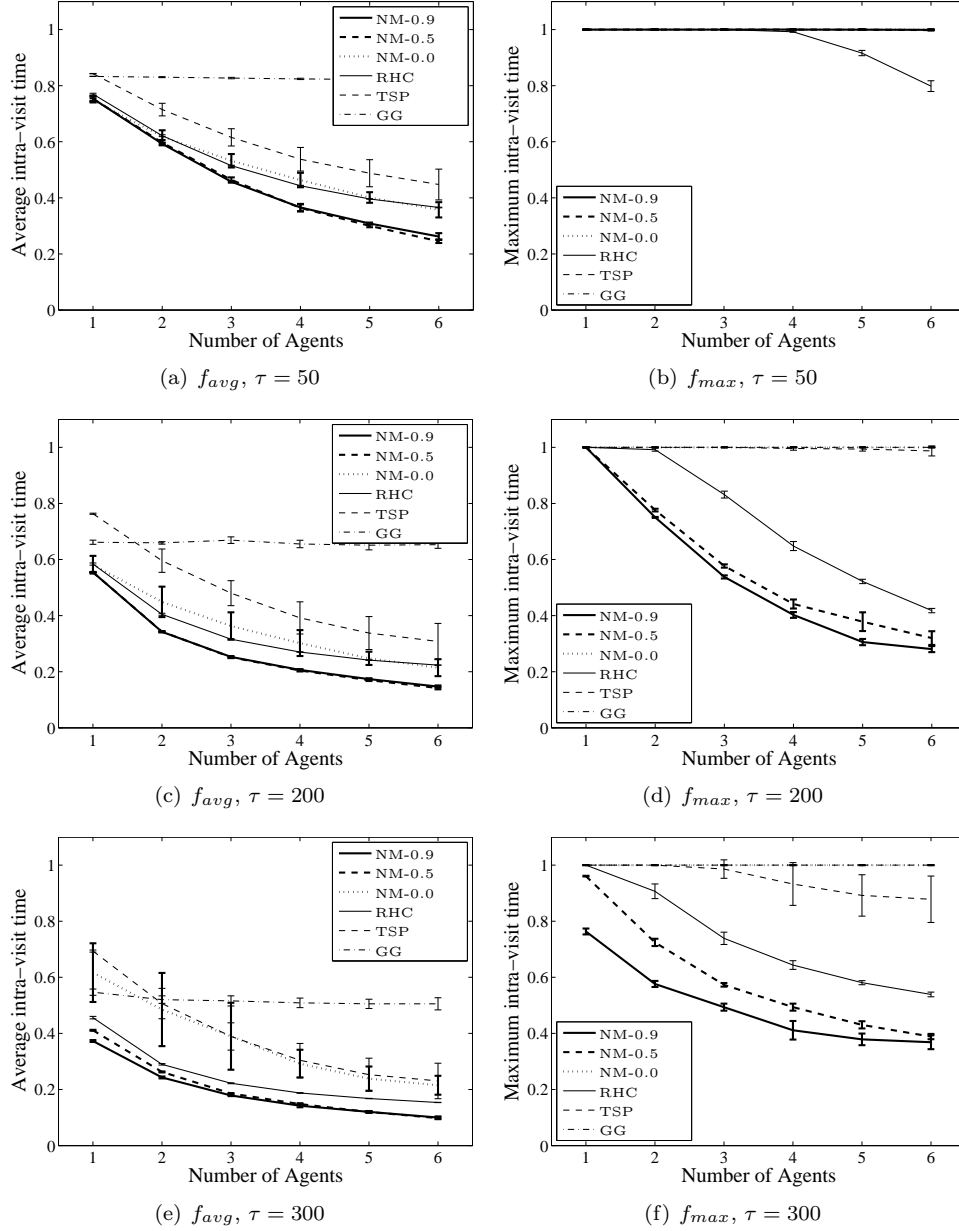 1
0.8
0.6
0.4
0.2
0
Average intra−visit time
1 2 3 4 5 6
Number of Agents
NM-0.9
NM-0.5
NM-0.0
RHC
TSP
GG
(a) f_avg, τ = 50
1
0.8
0.6
0.4
0.2
0
Maximum intra−visit time
NM-0.9
NM-0.5
NM-0.0
RHC
TSP
GG
1 2 3 4 5 6
Number of Agents
(b) f_max, τ = 50
1
0.8
0.6
0.4
0.2
0
Average intra−visit time
NM-0.9
NM-0.5
NM-0.0
RHC
TSP
GG
1 2 3 4 5 6
Number of Agents
(c) f_avg, τ = 200
1
0.8
0.6
0.4
0.2
0
Maximum intra−visit time
NM-0.9
NM-0.5
NM-0.0
RHC
TSP
GG
1 2 3 4 5 6
Number of Agents
(d) f_max, τ = 200
1
0.8
0.6
0.4
0.2
0
Average intra−visit time
NM-0.9
NM-0.5
NM-0.0
RHC
TSP
GG
1 2 3 4 5 6
Number of Agents
(e) f_avg, τ = 300
1
0.8
0.6
0.4
0.2
0
Maximum intra−visit time
NM-0.9
NM-0.5
NM-0.0
RHC
TSP
GG
1 2 3 4 5 6
Number of Agents
(f) f_max, τ = 300